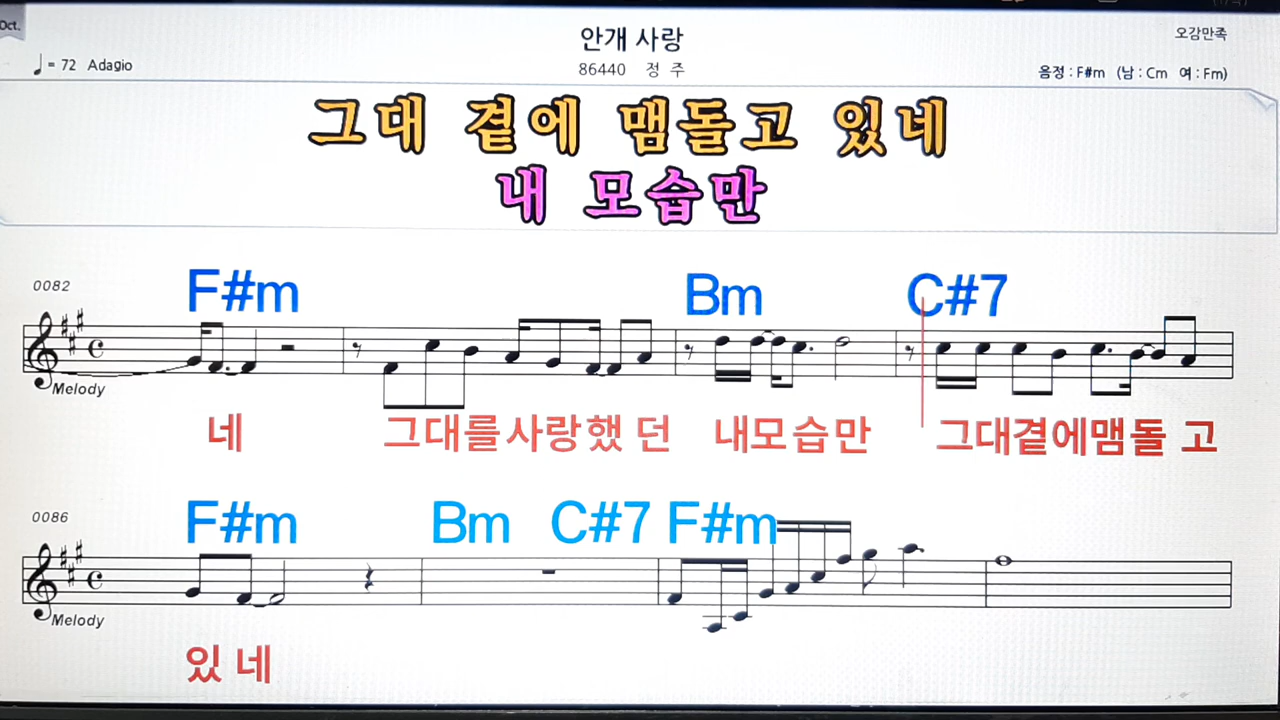 Oct.
안개 사랑
오감만족
= 72 Adagio
86440 정 주
음정 : F#m (남 : Cm 여 : Fm)
그대 곁에 맴돌고 있네
내 모습만
0082
F#m Bm C#7
Melody
네 그대를사랑했 던 내모습만 그대곁에맴돌 고
0086
F#m Bm C#7 F#m
Melody
있 네